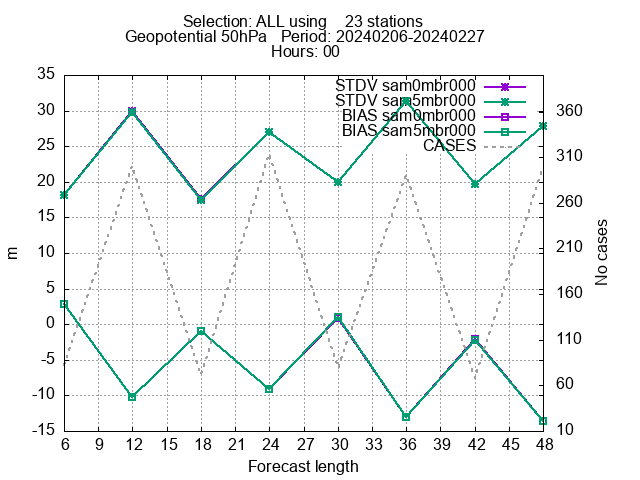 Selection: ALL using    23 stations
Geopotential 50hPa   Period: 20240206-20240227
Hours: 00
STDV sam0mbr000
STDV sam5mbr000
BIAS sam0mbr000
BIAS sam5mbr000
CASES
35
30
25
20
15
10
5
0
-5
-10
-15
m
360
310
260
210
160
110
60
10
No cases
6 9 12 15 18 21 24 27 30 33 36 39 42 45 48
Forecast length